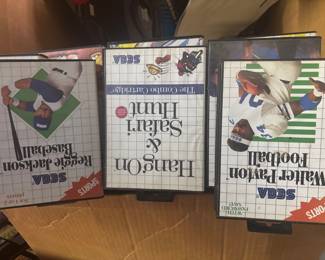 SPORTS
SEGA
Reggie Jackson
Baseball
The Combo Cartridge
SEGA
Hang On
&
Safari
Hunt
SPORTS
SEGA
Walter Payton
Football